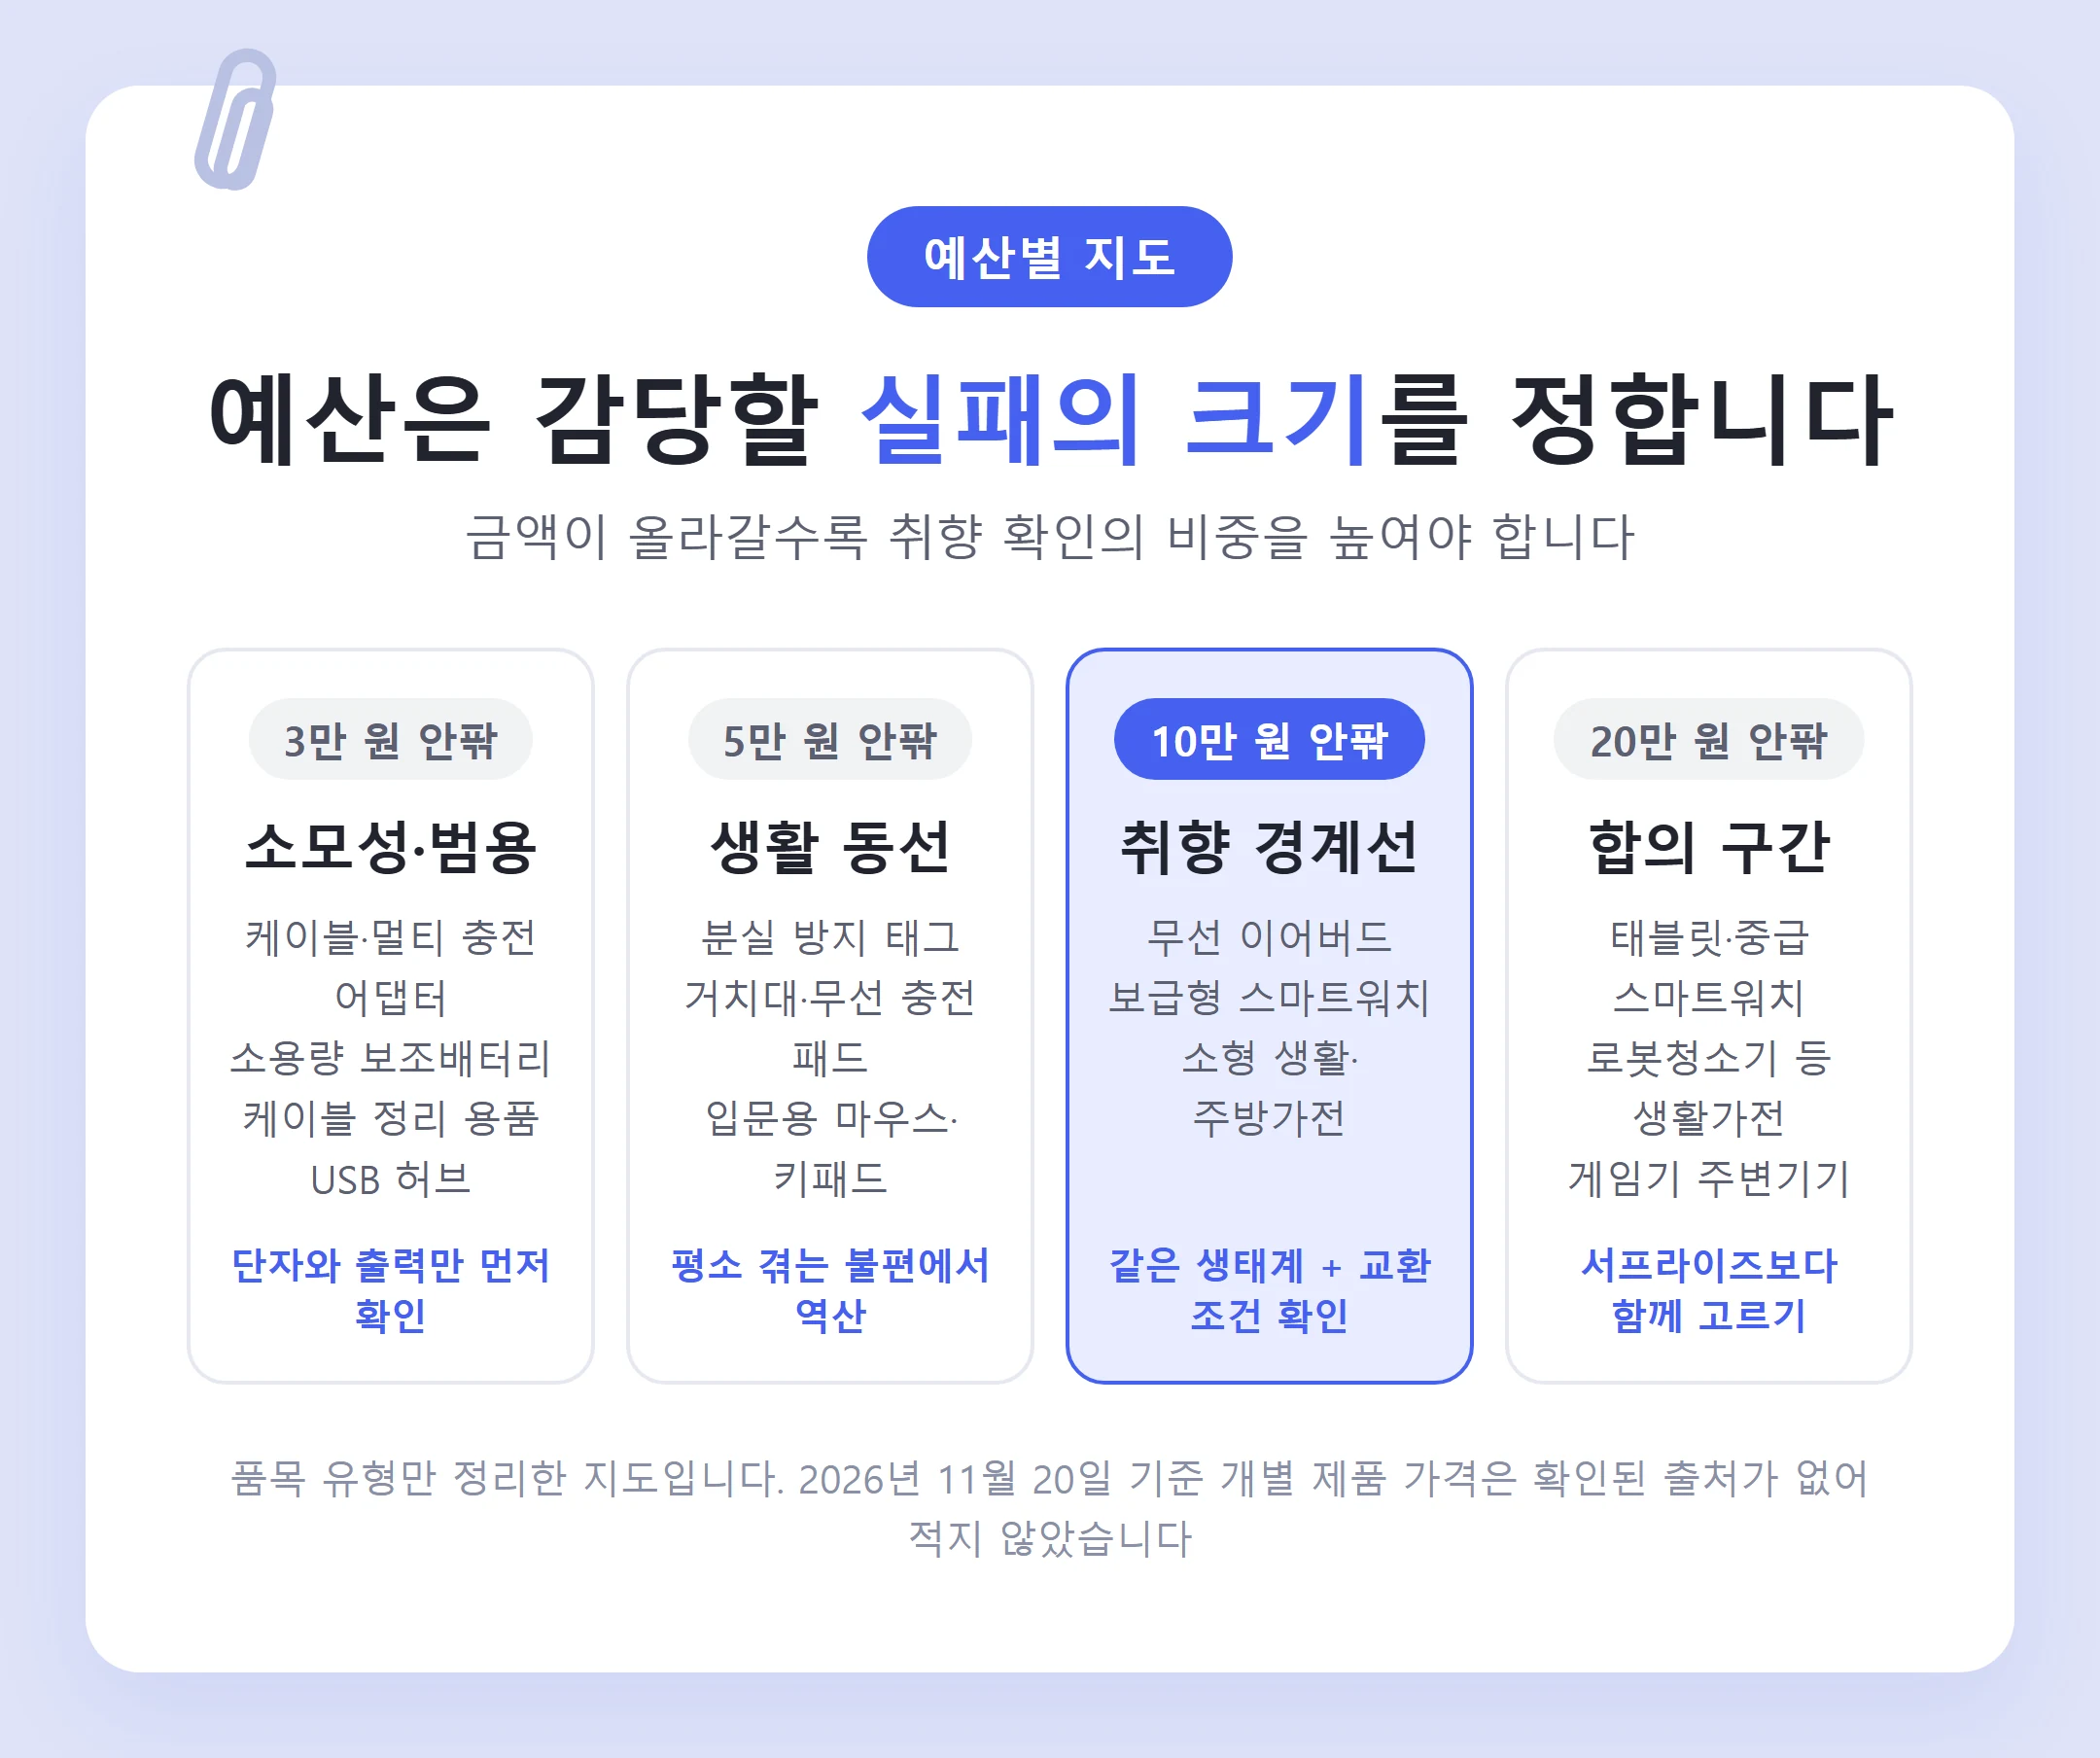 예산별 지도
예산은 감당할 실패의 크기를 정합니다
금액이 올라갈수록 취향 확인의 비중을 높여야 합니다
3만 원 안팎
소모성·범용
케이블·멀티 충전
어댑터
소용량 보조배터리
케이블 정리 용품
USB 허브
단자와 출력만 먼저
확인
5만 원 안팎
생활 동선
분실 방지 태그
거치대·무선 충전
패드
입문용 마우스·
키패드
평소 겪는 불편에서
역산
10만 원 안팎
취향 경계선
무선 이어버드
보급형 스마트워치
소형 생활·
주방가전
같은 생태계 + 교환
조건 확인
20만 원 안팎
합의 구간
태블릿·중급
스마트워치
로봇청소기 등
생활가전
게임기 주변기기
서프라이즈보다
함께 고르기
품목 유형만 정리한 지도입니다. 2026년 11월 20일 기준 개별 제품 가격은 확인된 출처가 없어
적지 않았습니다